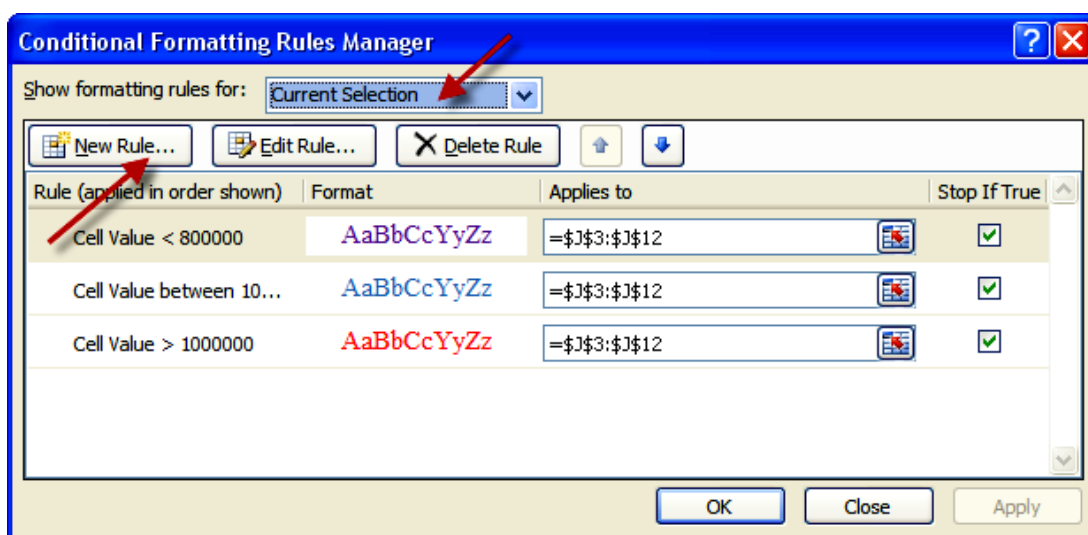 Conditional Formatting Rules Manager
Show formatting rules for: Current Selection
New Rule... Edit Rule... Delete Rule
Rule (applied in order shown) Format Applies to Stop If True
Cell Value < 800000 AaBbCcYyZz =$J$3:$J$12
Cell Value between 10... AaBbCcYyZz =$J$3:$J$12
Cell Value > 1000000 AaBbCcYyZz =$J$3:$J$12
OK Close Apply